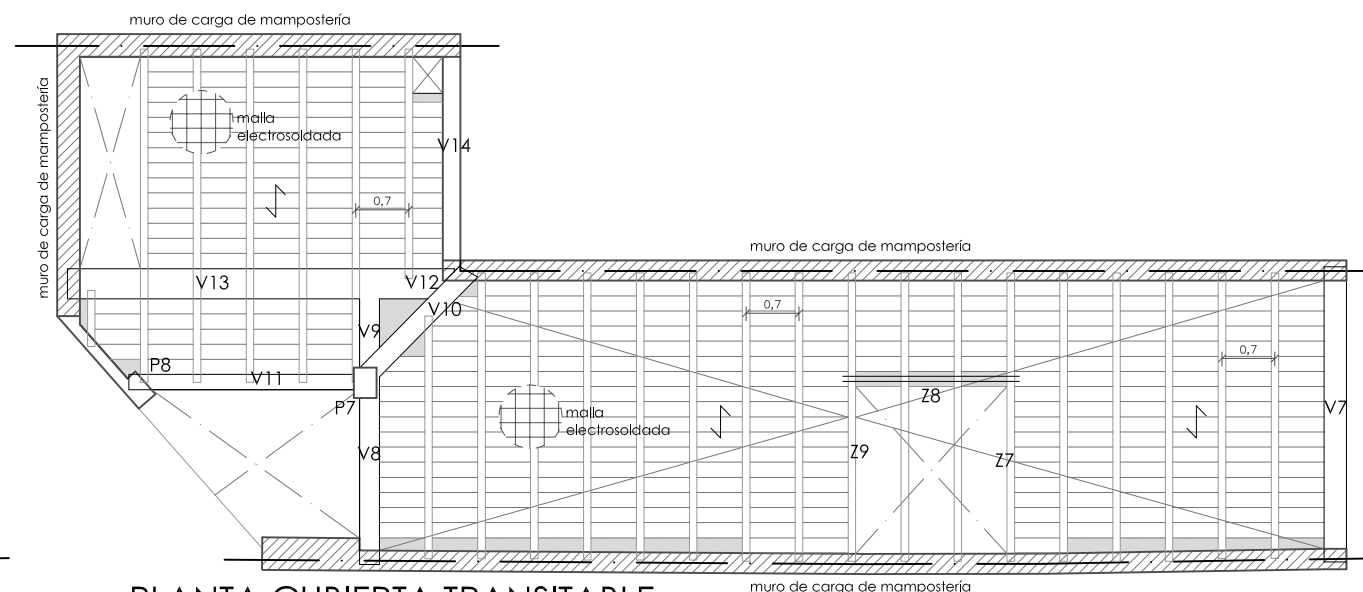 muro de carga de mampostería
muro de carga de mampostería
malla
electrosoldada
V14
0,7
muro de carga de mampostería
V13
V12
V10
V9
0,7
0,7
P8
V11
P7
Z8
V7
malla
electrosoldada
V8
Z9
Z7
muro de carga de mampostería
PLANTA CUBIERTA TRANSITABLE